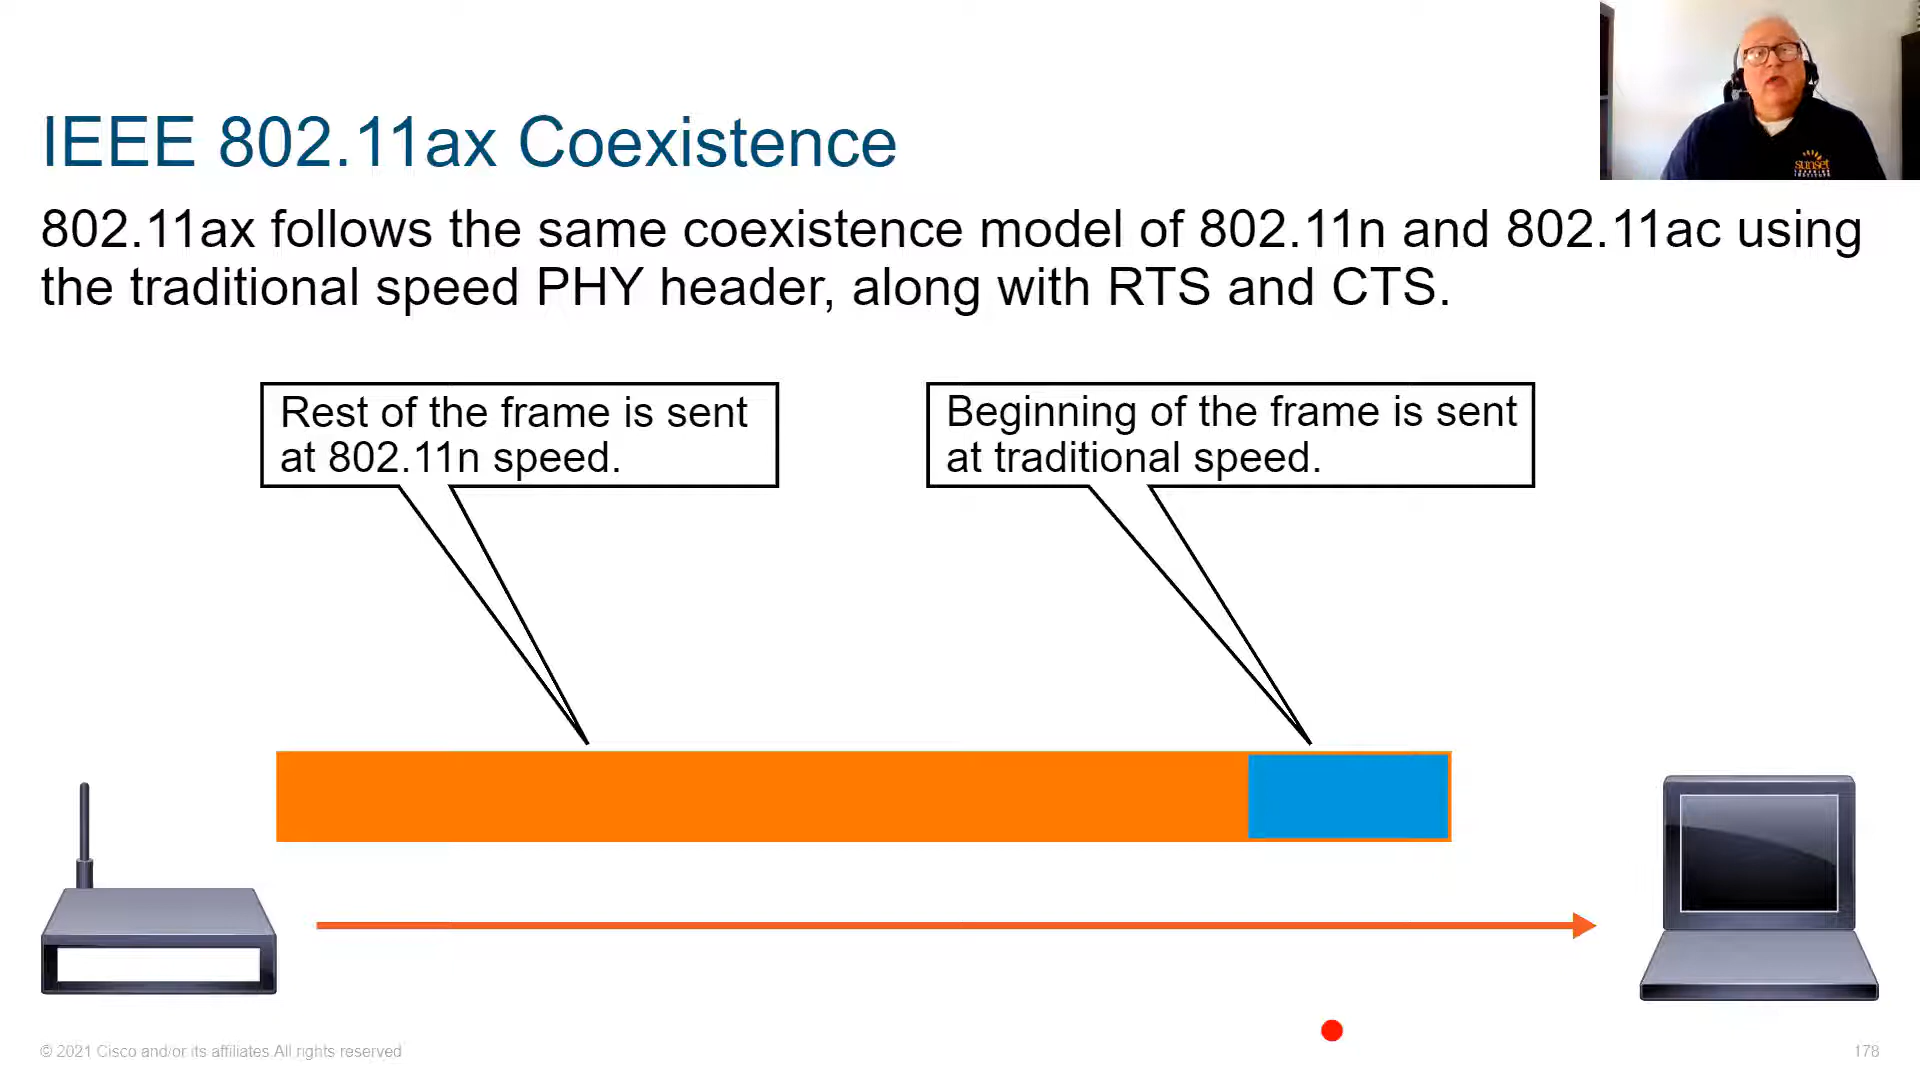 IEEE 802.11ax Coexistence
802.11ax follows the same coexistence model of 802.11n and 802.11ac using
the traditional speed PHY header, along with RTS and CTS.
Rest of the frame is sent
at 802.11n speed.
Beginning of the frame is sent
at traditional speed.
sunset
LEARNING
INSTITUTE
© 2021 Cisco and/or its affiliates All rights reserved
178